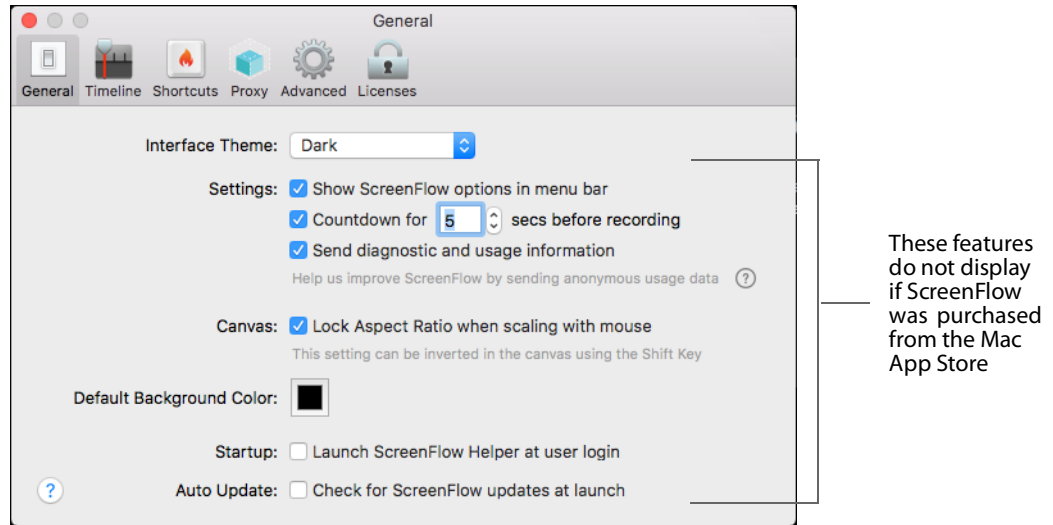 General
General Timeline Shortcuts Proxy Advanced Licenses
Interface Theme: Dark
Settings: Show ScreenFlow options in menu bar
Countdown for 5 secs before recording
Send diagnostic and usage information
Help us improve ScreenFlow by sending anonymous usage data ?
Canvas: Lock Aspect Ratio when scaling with mouse
This setting can be inverted in the canvas using the Shift Key
Default Background Color:
Startup: Launch ScreenFlow Helper at user login
? Auto Update: Check for ScreenFlow updates at launch
These features
do not display
if ScreenFlow
was purchased
from the Mac
App Store